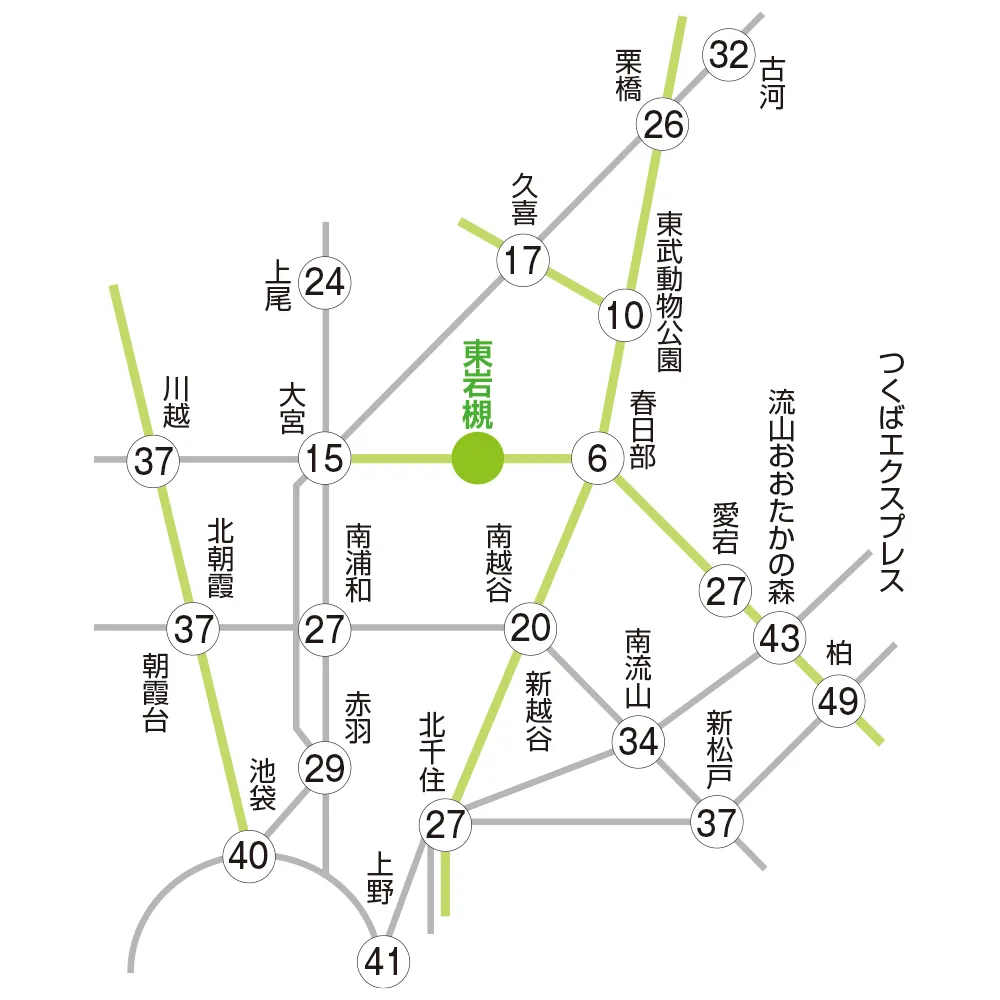 古河
32
栗橋
26
久喜
17
東武動物公園
10
上尾
24
東岩槻
川越
37
大宮
15
春日部
6
つくばエクスプレス
流山おおたかの森
43
愛宕
27
北朝霞
37
朝霞台
南浦和
27
南越谷
20
新越谷
南流山
34
柏
49
新松戸
37
赤羽
29
北千住
27
池袋
40
上野
41